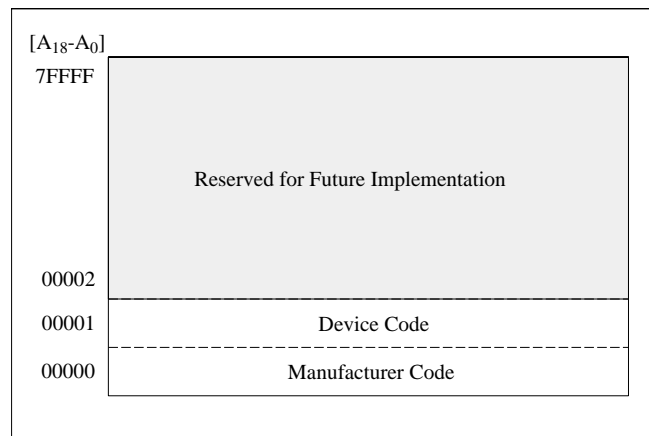 [A18-A0]
7FFFF
Reserved for Future Implementation
00002
00001 Device Code
00000 Manufacturer Code